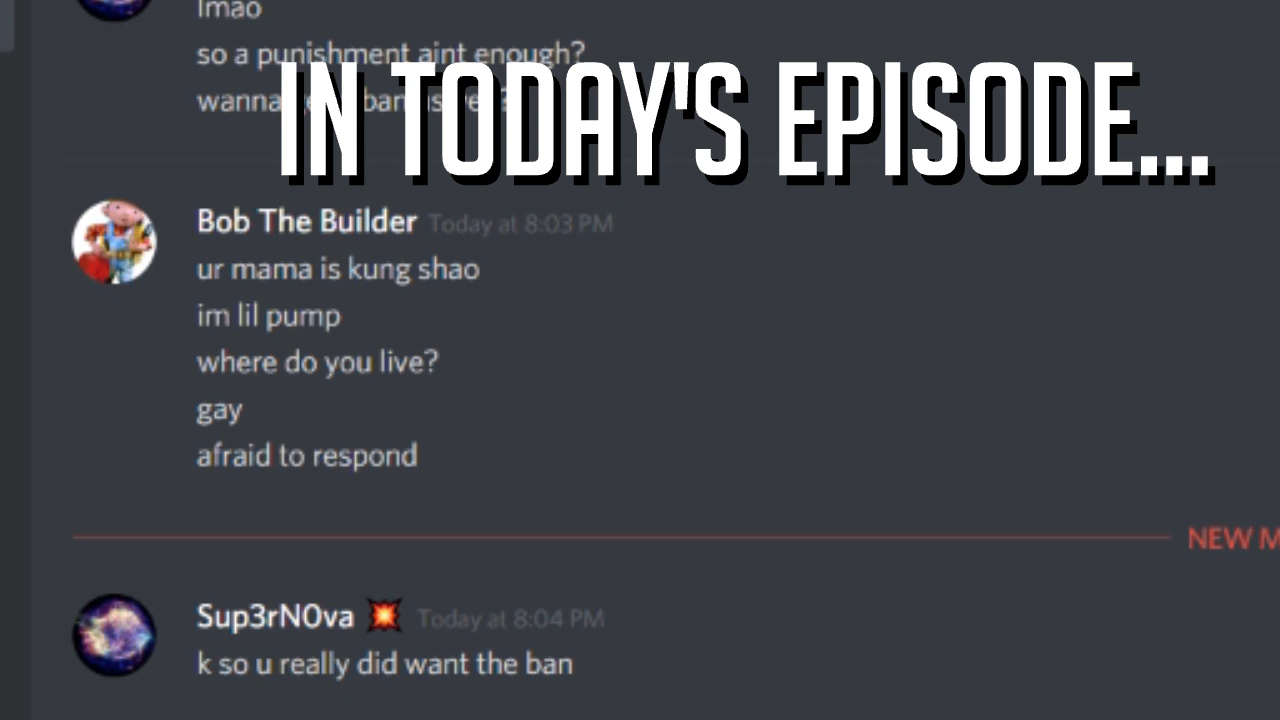 lmao
so a punishment aint enough?
IN TODAY'S EPISODE...
wanna
Bob The Builder Today at 8:03 PM
ur mama is kung shao
im lil pump
where do you live?
gay
afraid to respond
NEW
Sup3rN0va 💥 Today at 8:04 PM
k so u really did want the ban